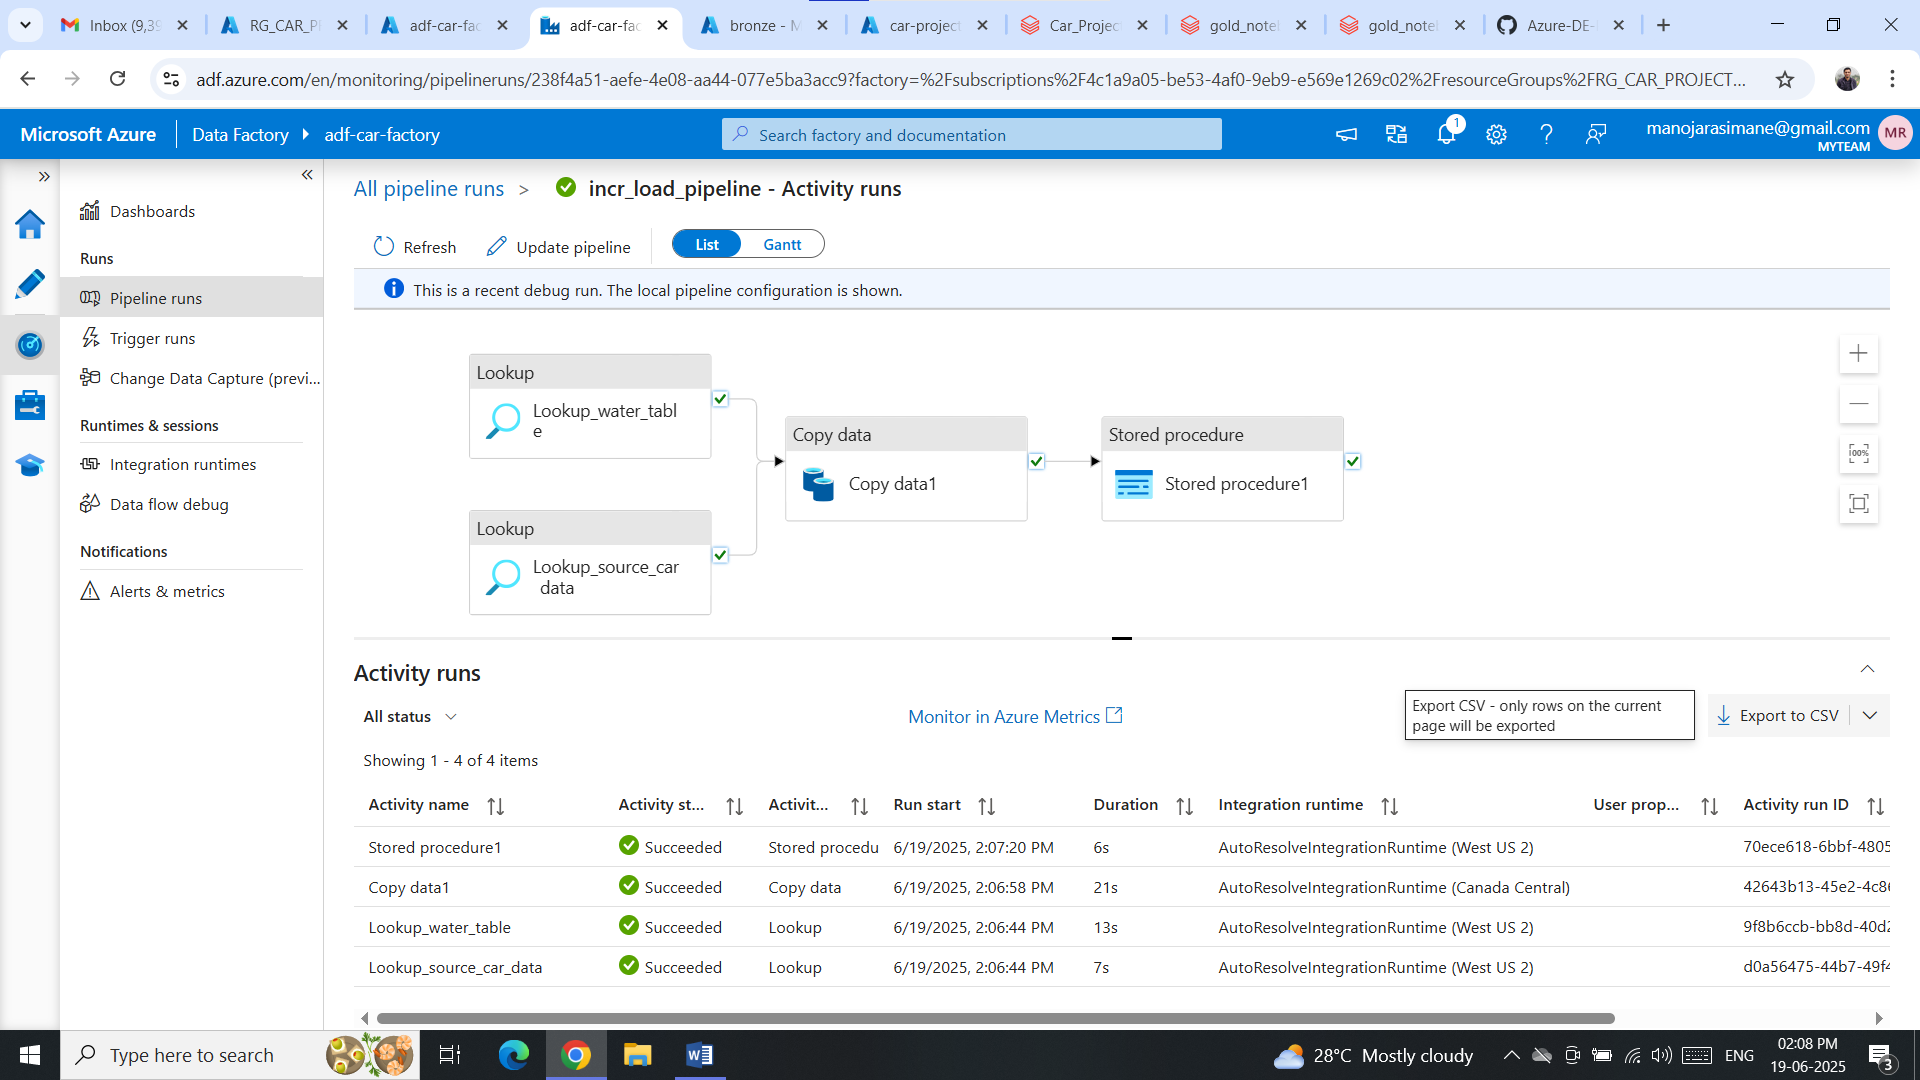 Inbox (9,39
RG_CAR_P
adf-car-fac
adf-car-fac
bronze - M
car-project
Car_Projec
gold_note
gold_note
Azure-DE-
adf.azure.com/en/monitoring/pipelineruns/238f4a51-aefe-4e08-aa44-077e5ba3acc9?factory=%2Fsubscriptions%2F4c1a9a05-be53-4af0-9eb9-e569e1269c02%2FresourceGroups%2FRG_CAR_PROJECT...
Microsoft Azure
Data Factory
adf-car-factory
Search factory and documentation
1
manojarasimane@gmail.com
MYTEAM
MR
Dashboards
Runs
Pipeline runs
Trigger runs
Change Data Capture (previ...
Runtimes & sessions
Integration runtimes
Data flow debug
Notifications
Alerts & metrics
All pipeline runs >
incr_load_pipeline - Activity runs
Refresh
Update pipeline
List
Gantt
This is a recent debug run. The local pipeline configuration is shown.
Lookup
Lookup_water_tabl
e
Lookup
Lookup_source_car
_data
Copy data
Copy data1
Stored procedure
Stored procedure1
100%
Activity runs
All status
Monitor in Azure Metrics
Export CSV - only rows on the current
page will be exported
Export to CSV
Showing 1 - 4 of 4 items
Activity name Activity st... Activit... Run start Duration Integration runtime User prop... Activity run ID
Stored procedure1 Succeeded Stored procedu 6/19/2025, 2:07:20 PM 6s AutoResolveIntegrationRuntime (West US 2) 70ece618-6bbf-4805
Copy data1 Succeeded Copy data 6/19/2025, 2:06:58 PM 21s AutoResolveIntegrationRuntime (Canada Central) 42643b13-45e2-4c86
Lookup_water_table Succeeded Lookup 6/19/2025, 2:06:44 PM 13s AutoResolveIntegrationRuntime (West US 2) 9f8b6ccb-bb8d-40d2
Lookup_source_car_data Succeeded Lookup 6/19/2025, 2:06:44 PM 7s AutoResolveIntegrationRuntime (West US 2) d0a56475-44b7-49f4
Type here to search
28°C Mostly cloudy
ENG
02:08 PM
19-06-2025
3